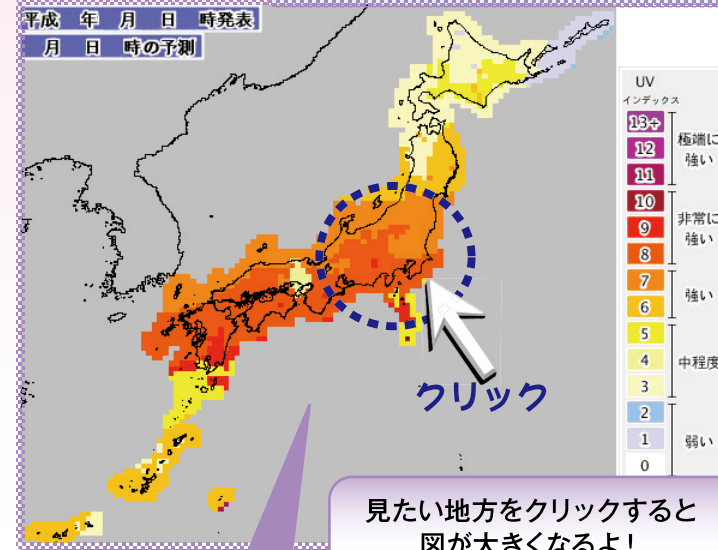 平成　年　月　日　時発表
月　日　時の予測
UV
インデックス
13+
12
11
極端に
強い
10
9
8
非常に
強い
7
6
強い
5
4
3
中程度
2
1
0
弱い
クリック
見たい地方をクリックすると
図が大きくなるよ！